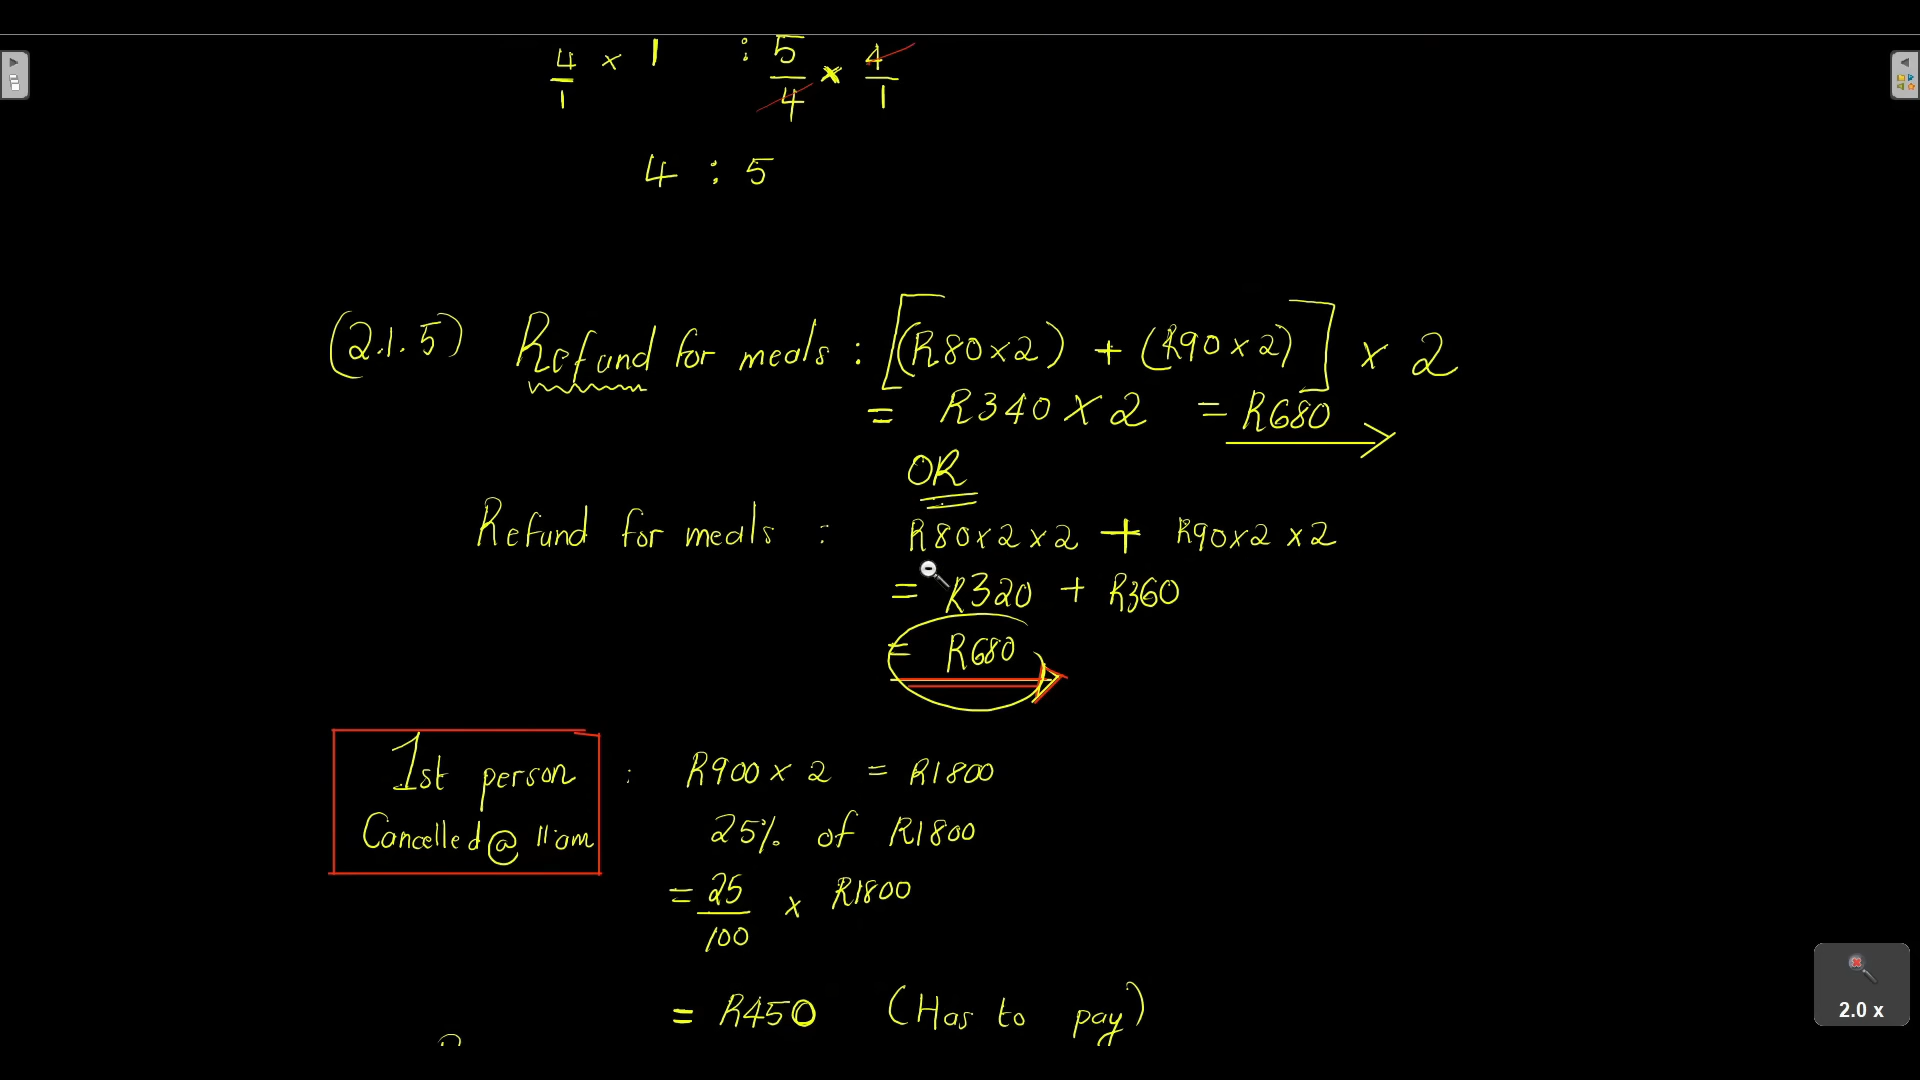 4/1 × 1 : 5/4 × 4/1
4 : 5
(2.1.5) Refund for meals : [(R80×2) + (R90×2)] × 2
= R340 × 2 = R680
OR
Refund for meals : R80×2×2 + R90×2×2
= R320 + R360
= R680
1st person : R900 × 2 = R1800
Cancelled @ 11am 25% of R1800
= 25/100 × R1800
= R450 (Has to pay)
2.0 x